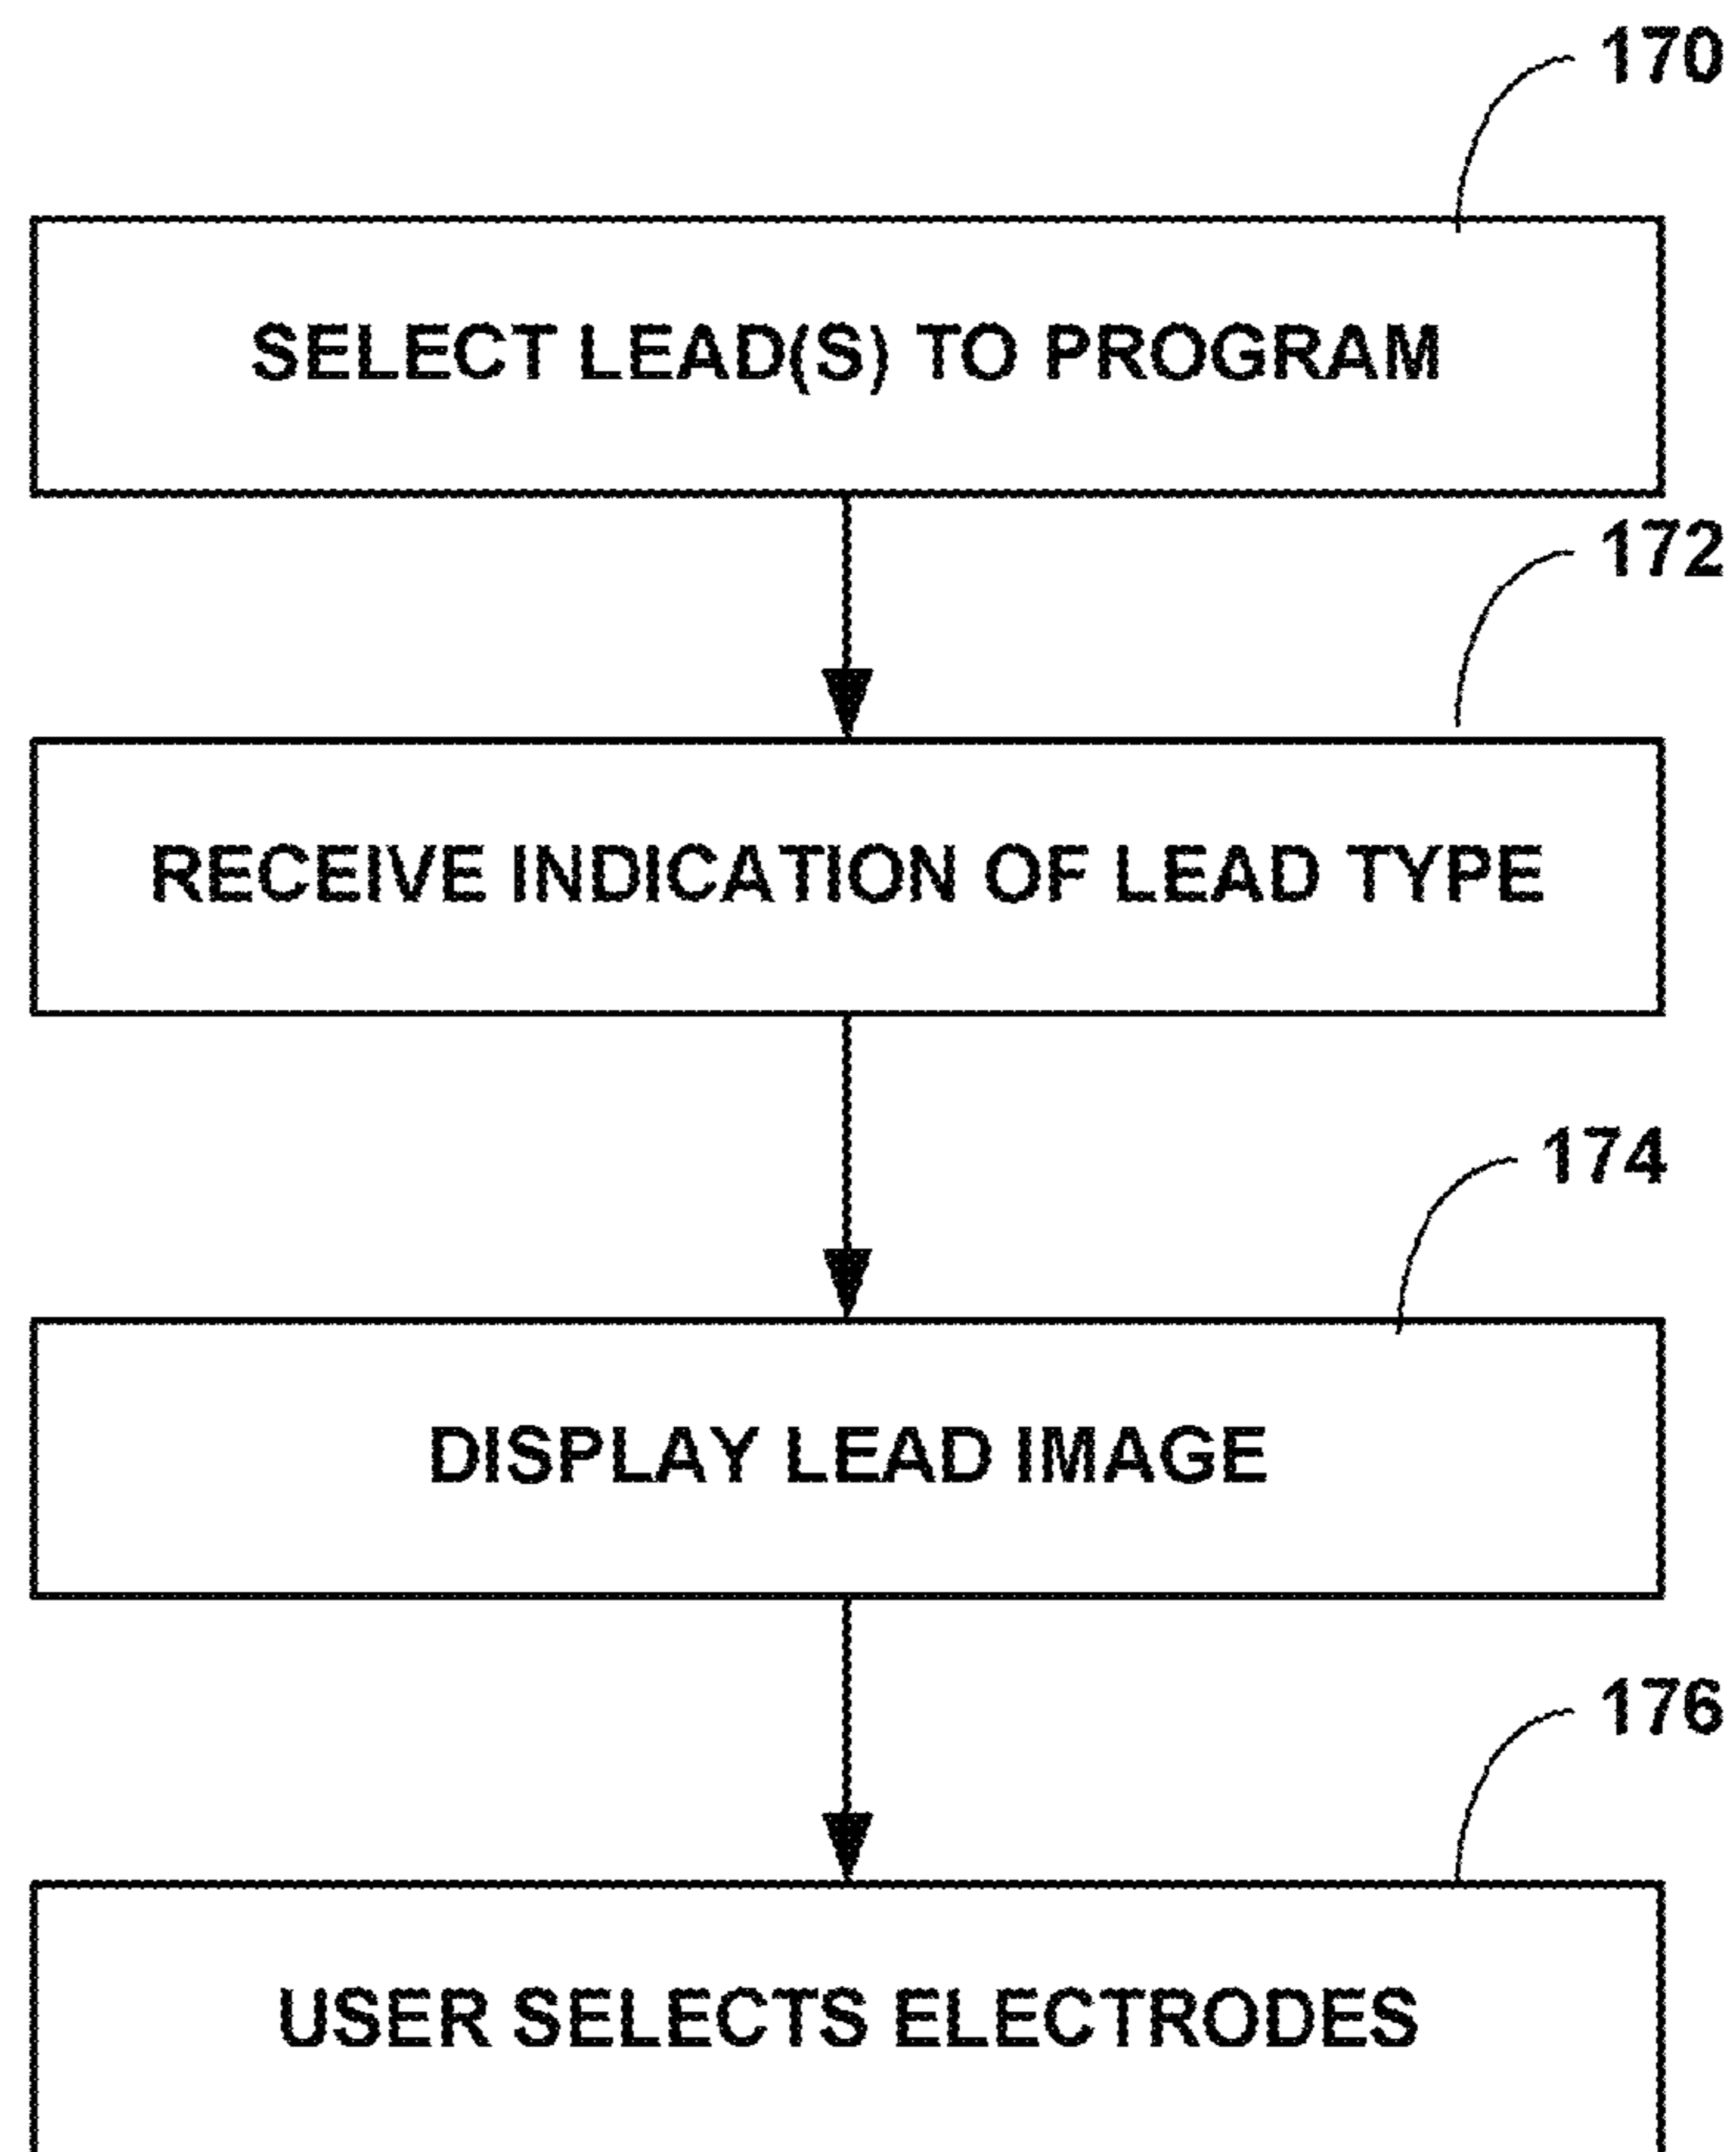 170
SELECT LEAD(S) TO PROGRAM
172
RECEIVE INDICATION OF LEAD TYPE
174
DISPLAY LEAD IMAGE
176
USER SELECTS ELECTRODES